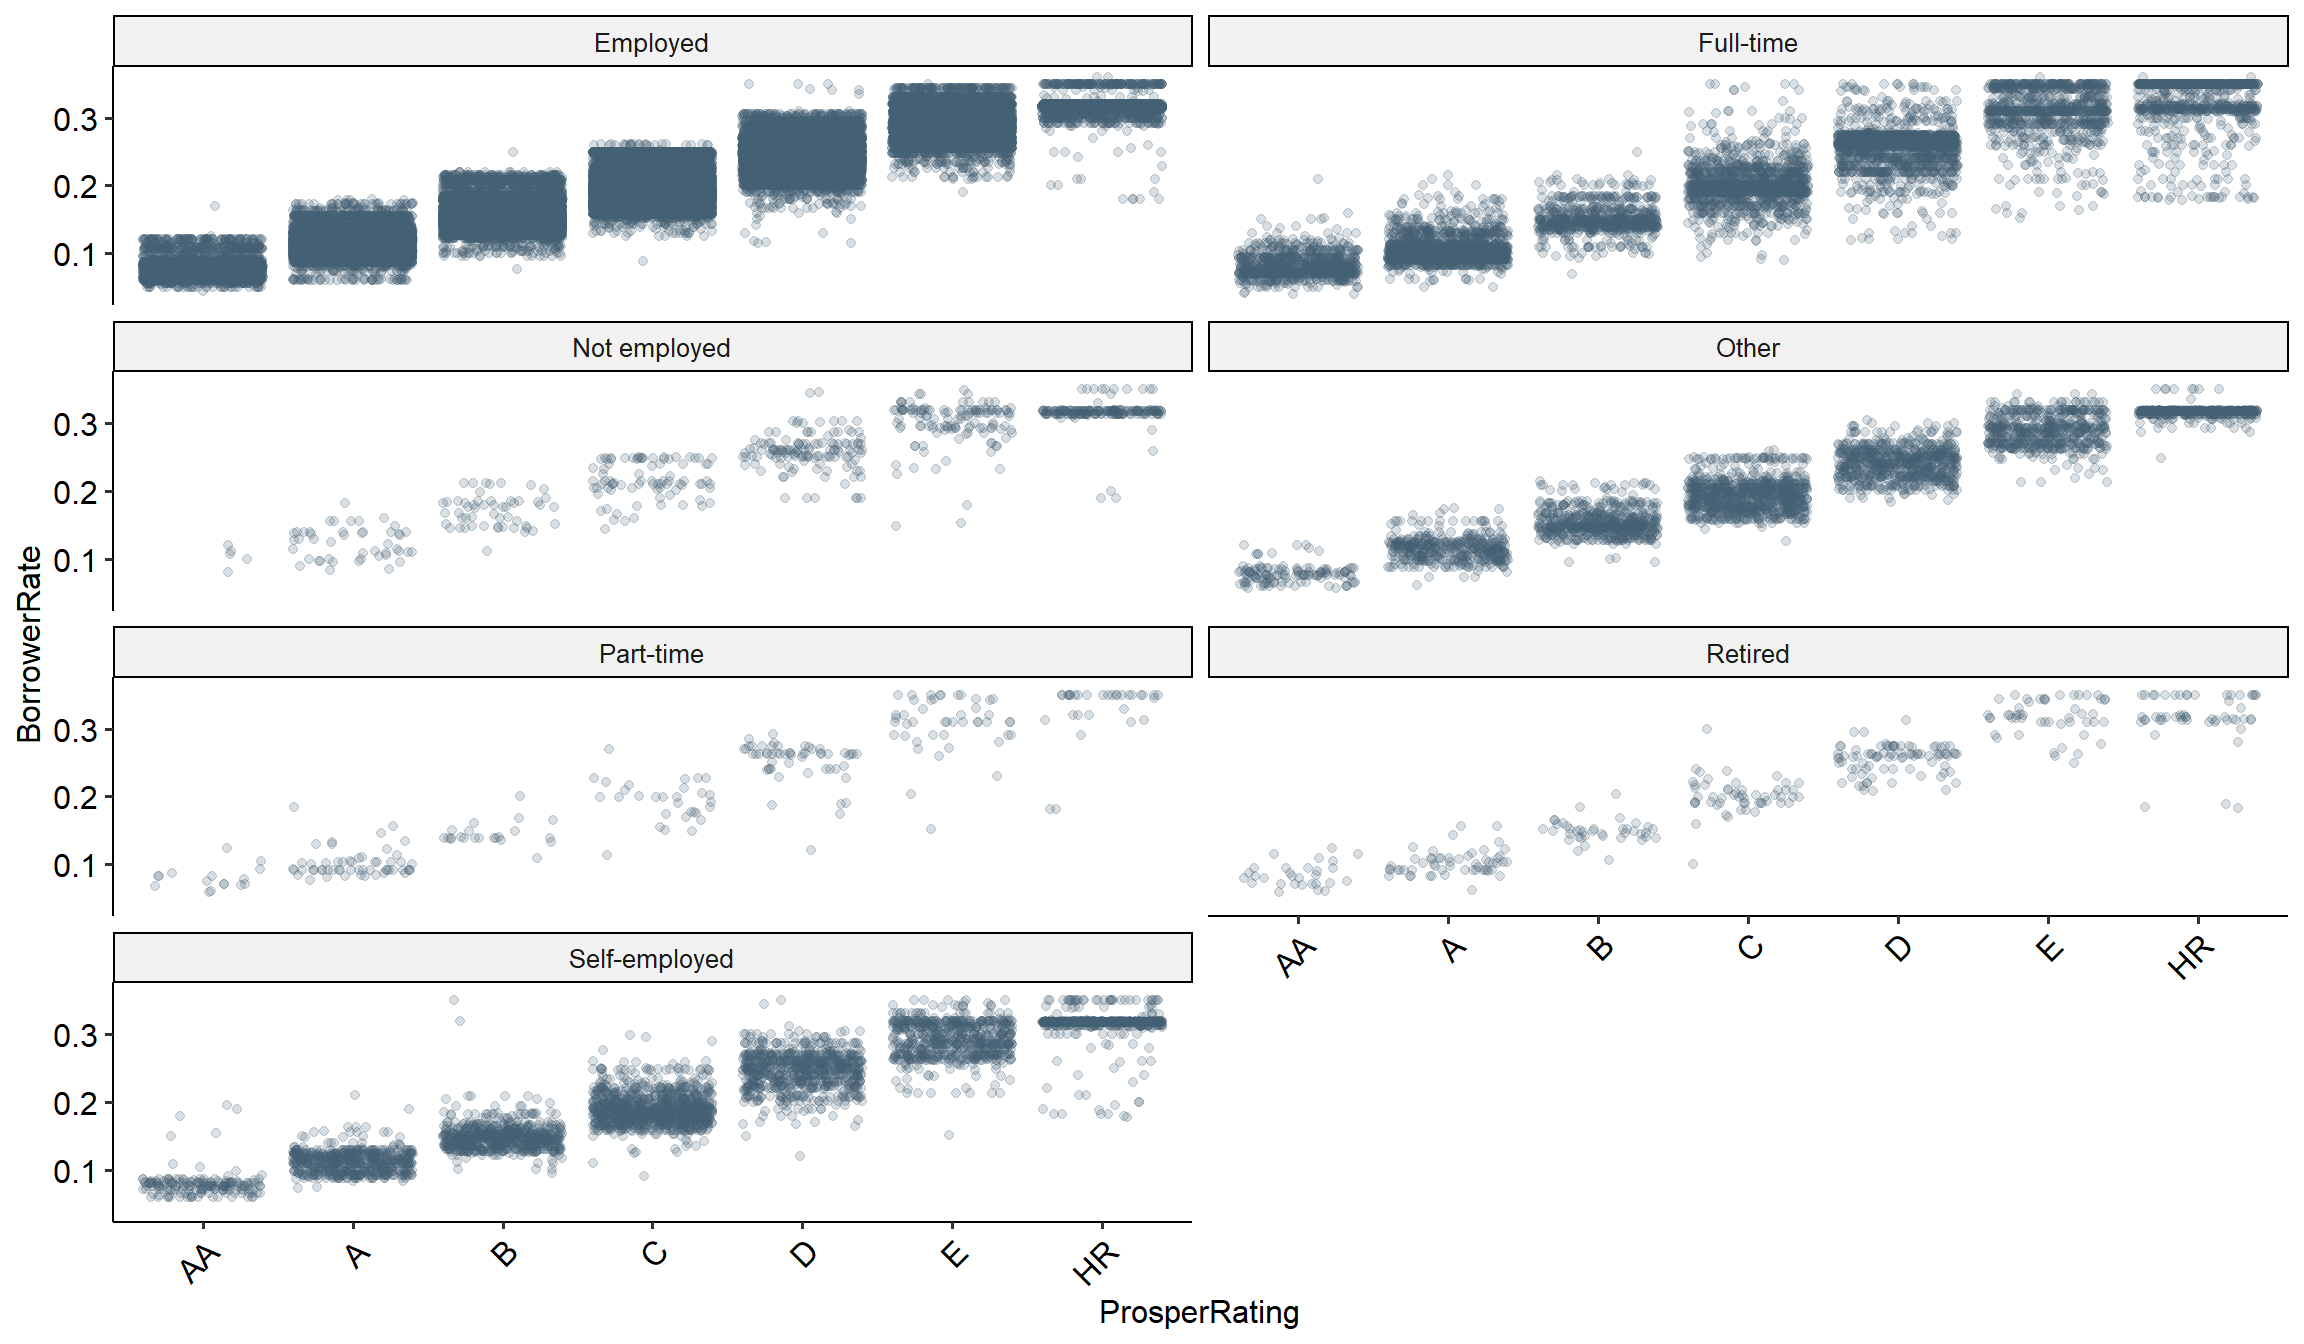 Employed
Full-time
0.3
0.2
0.1
Not employed
Other
0.3
0.2
0.1
BorrowerRate
Part-time
Retired
0.3
0.2
0.1
AA A B C D E HR
Self-employed
0.3
0.2
0.1
AA A B C D E HR
ProsperRating